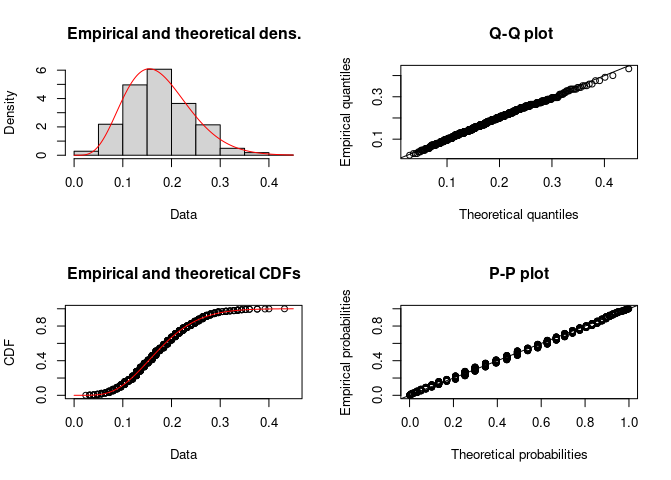 Empirical and theoretical dens.
Density
0 2 4 6
0.0 0.1 0.2 0.3 0.4
Data
Q-Q plot
Empirical quantiles
0.1 0.3
0.1 0.2 0.3 0.4
Theoretical quantiles
Empirical and theoretical CDFs
CDF
0.0 0.4 0.8
0.0 0.1 0.2 0.3 0.4
Data
P-P plot
Empirical probabilities
0.0 0.4 0.8
0.0 0.2 0.4 0.6 0.8 1.0
Theoretical probabilities